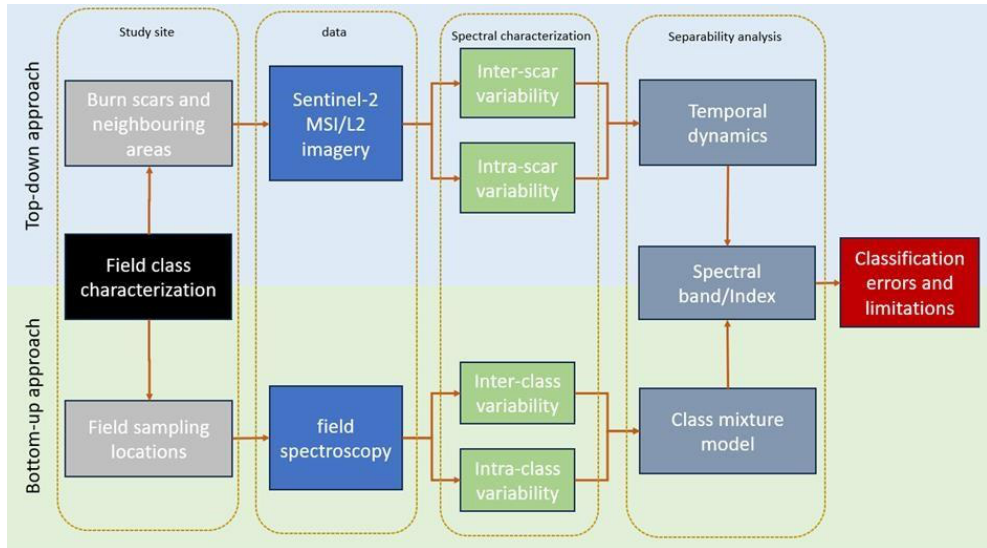 Study site
data
Spectral characterization
Separability analysis
Top-down approach
Burn scars and
neighbouring
areas
Sentinel-2
MSI/L2
imagery
Inter-scar
variability
Intra-scar
variability
Temporal
dynamics
Field class
characterization
Spectral
band/Index
Classification
errors and
limitations
Bottom-up approach
Field sampling
locations
field
spectroscopy
Inter-class
variability
Intra-class
variability
Class mixture
model